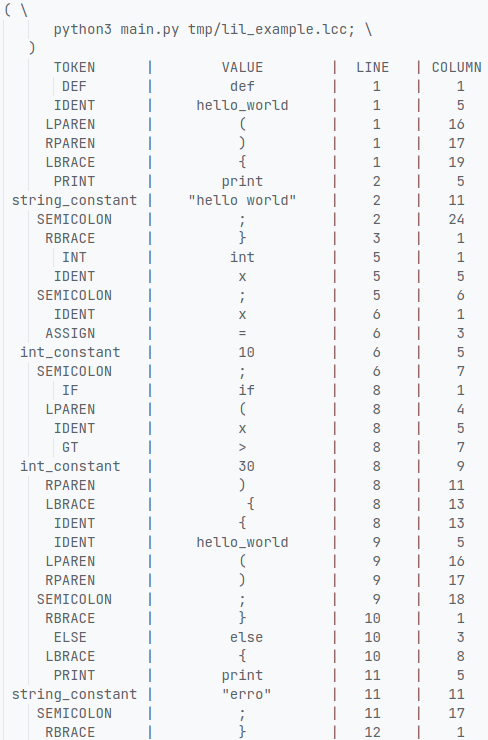 ( \
python3 main.py tmp/lil_example.lcc; \
)
TOKEN | VALUE | LINE | COLUMN
DEF | def | 1 | 1
IDENT | hello_world | 1 | 5
LPAREN | ( | 1 | 16
RPAREN | ) | 1 | 17
LBRACE | { | 1 | 19
PRINT | print | 2 | 5
string_constant | "hello world" | 2 | 11
SEMICOLON | ; | 2 | 24
RBRACE | } | 3 | 1
INT | int | 5 | 1
IDENT | x | 5 | 5
SEMICOLON | ; | 5 | 6
IDENT | x | 6 | 1
ASSIGN | = | 6 | 3
int_constant | 10 | 6 | 5
SEMICOLON | ; | 6 | 7
IF | if | 8 | 1
LPAREN | ( | 8 | 4
IDENT | x | 8 | 5
GT | > | 8 | 7
int_constant | 30 | 8 | 9
RPAREN | ) | 8 | 11
LBRACE | { | 8 | 13
IDENT | { | 8 | 13
IDENT | hello_world | 9 | 5
LPAREN | ( | 9 | 16
RPAREN | ) | 9 | 17
SEMICOLON | ; | 9 | 18
RBRACE | } | 10 | 1
ELSE | else | 10 | 3
LBRACE | { | 10 | 8
PRINT | print | 11 | 5
string_constant | "erro" | 11 | 11
SEMICOLON | ; | 11 | 17
RBRACE | } | 12 | 1